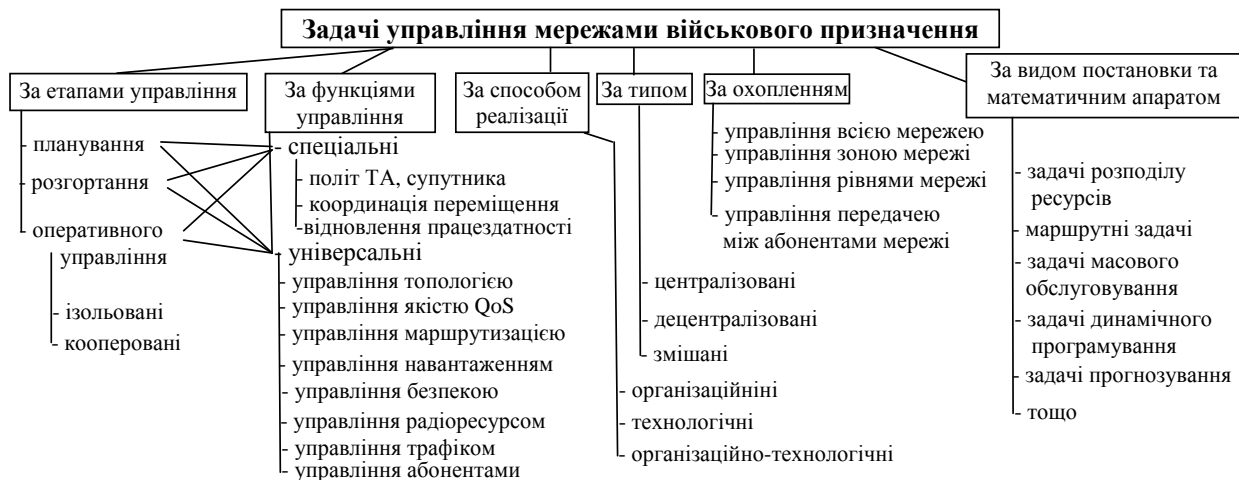 Задачі управління мережами військового призначення
За етапами управління
- планування
- розгортання
- оперативного
управління
- ізольовані
- кооперовані
За функціями
управління
- спеціальні
- політ ТА, супутника
- координація переміщення
-відновлення працездатності
- універсальні
- управління топологією
- управління якістю QoS
- управління маршрутизацією
- управління навантаженням
- управління безпекою
- управління радіоресурсом
- управління трафіком
- управління абонентами
За способом
реалізації
- організаційніні
- технологічні
- організаційно-технологічні
За типом
- централізовані
- децентралізовані
- змішані
За охопленням
- управління всією мережею
- управління зоною мережі
- управління рівнями мережі
- управління передачею
між абонентами мережі
За видом постановки та
математичним апаратом
- задачі розподілу
ресурсів
- маршрутні задачі
- задачі масового
обслуговування
- задачі динамічного
програмування
- задачі прогнозування
- тощо